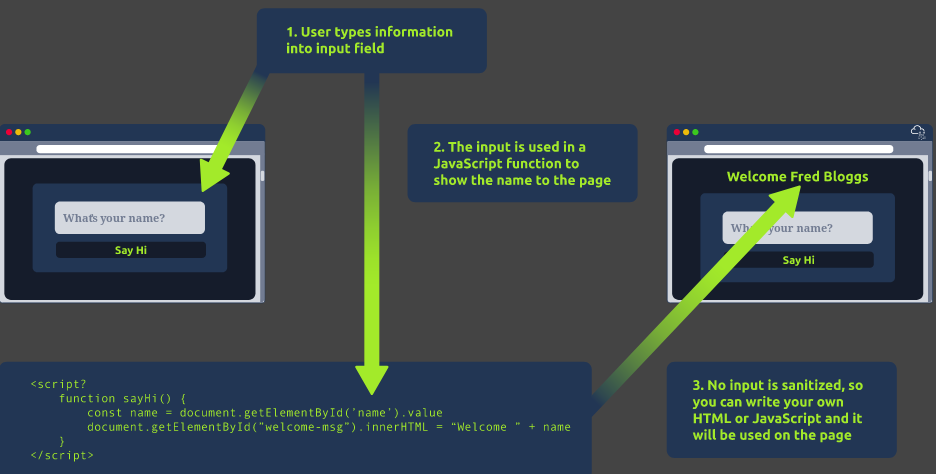 1. User types information
into input field
2. The input is used in a
JavaScript function to
show the name to the page
What's your name?
Say Hi
Welcome Fred Bloggs
What's your name?
Say Hi
<script?
function sayHi() {
const name = document.getElementById('name').value
document.getElementById("welcome-msg").innerHTML = “Welcome ” + name
}
</script>
3. No input is sanitized, so
you can write your own
HTML or JavaScript and it
will be used on the page